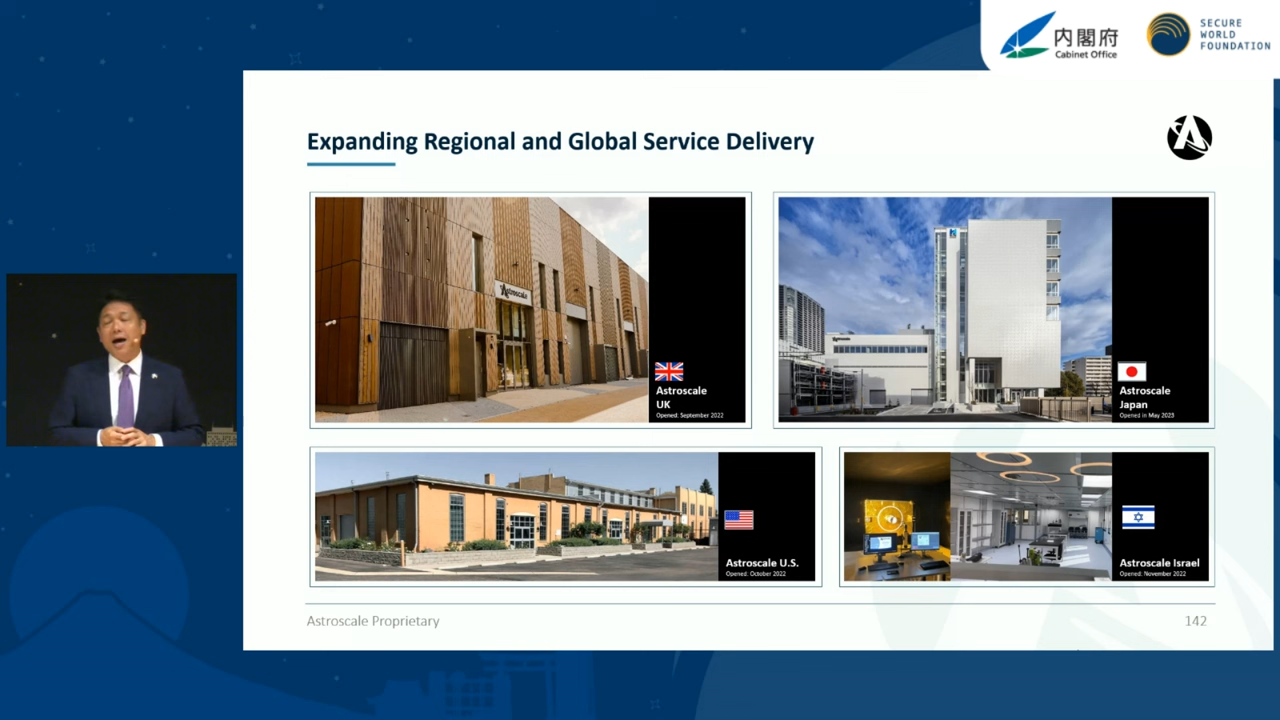 内閣府
Cabinet Office
SECURE
WORLD
FOUNDATION
Expanding Regional and Global Service Delivery
Astroscale
Astroscale
UK
Opened: September 2022
Astroscale
Japan
Opened in May 2023
Astroscale U.S.
Opened: October 2022
Astroscale Israel
Opened: November 2022
Astroscale Proprietary
142